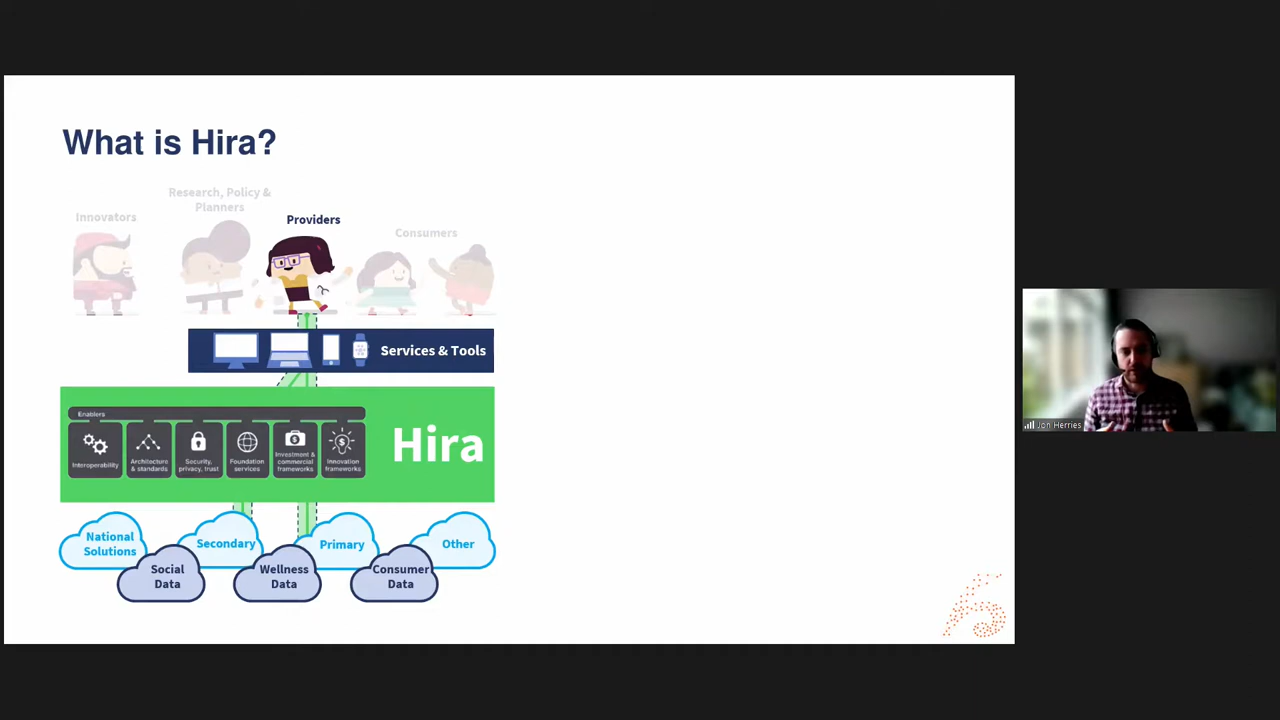 What is Hira?
Research, Policy &
Planners
Innovators
Providers
Consumers
Services & Tools
Enablers
Interoperability
Architecture
& standards
Security,
privacy, trust
Foundation
services
Investment &
commercial
frameworks
Innovation
frameworks
Hira
National
Solutions
Secondary
Primary
Other
Social
Data
Wellness
Data
Consumer
Data
Jon Herries